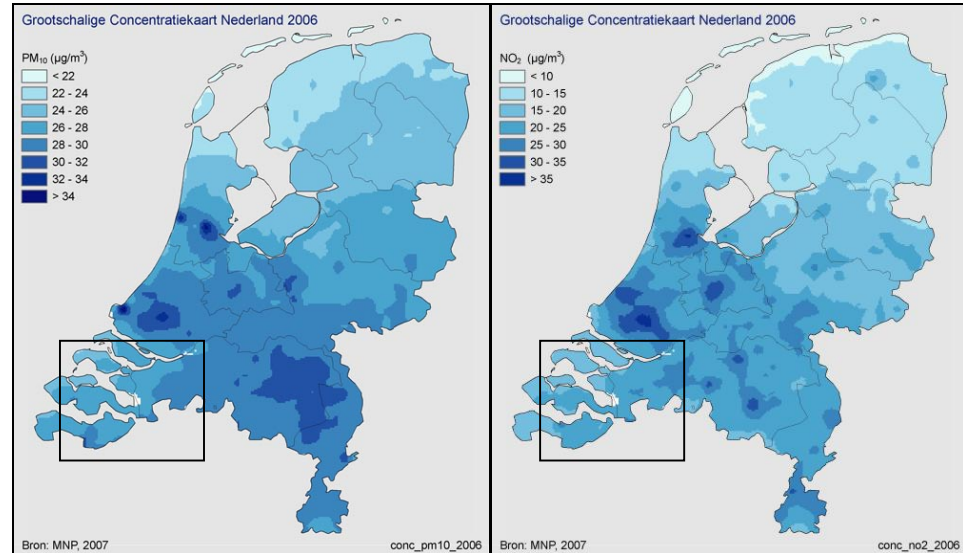 Grootschalige Concentratiekaart Nederland 2006
PM₁₀ (µg/m³)
< 22
22 - 24
24 - 26
26 - 28
28 - 30
30 - 32
32 - 34
> 34
Bron: MNP, 2007
conc_pm10_2006
Grootschalige Concentratiekaart Nederland 2006
NO₂ (µg/m³)
< 10
10 - 15
15 - 20
20 - 25
25 - 30
30 - 35
> 35
Bron: MNP, 2007
conc_no2_2006